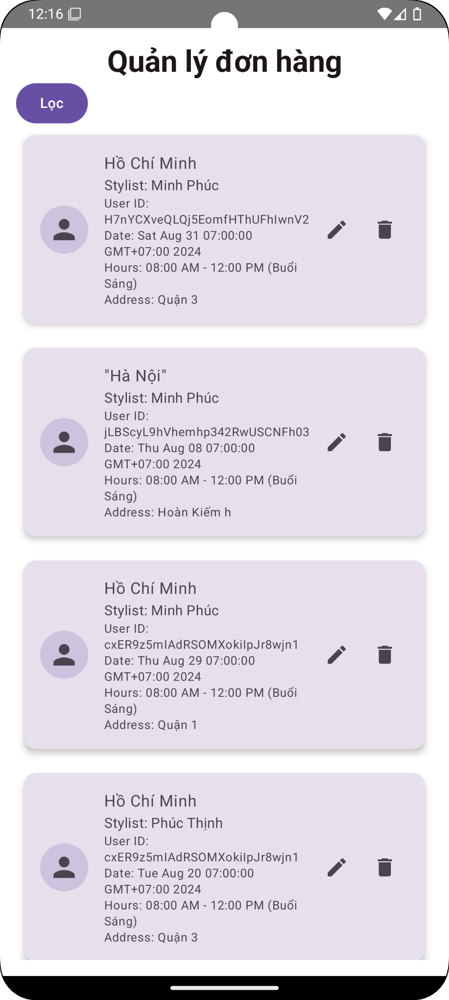 12:16
Quản lý đơn hàng
Lọc
Hồ Chí Minh
Stylist: Minh Phúc
User ID:
H7nYCXveQLQj5EomfHThUFhIwnV2
Date: Sat Aug 31 07:00:00
GMT+07:00 2024
Hours: 08:00 AM - 12:00 PM (Buổi
Sáng)
Address: Quận 3
"Hà Nội"
Stylist: Minh Phúc
User ID:
jLBScyL9hVhemhp342RwUSCNFh03
Date: Thu Aug 08 07:00:00
GMT+07:00 2024
Hours: 08:00 AM - 12:00 PM (Buổi
Sáng)
Address: Hoàn Kiếm h
Hồ Chí Minh
Stylist: Minh Phúc
User ID:
cxER9z5mIAdRSOMXokiIpJr8wjn1
Date: Thu Aug 29 07:00:00
GMT+07:00 2024
Hours: 08:00 AM - 12:00 PM (Buổi
Sáng)
Address: Quận 1
Hồ Chí Minh
Stylist: Phúc Thịnh
User ID:
cxER9z5mIAdRSOMXokiIpJr8wjn1
Date: Tue Aug 20 07:00:00
GMT+07:00 2024
Hours: 08:00 AM - 12:00 PM (Buổi
Sáng)
Address: Quận 3